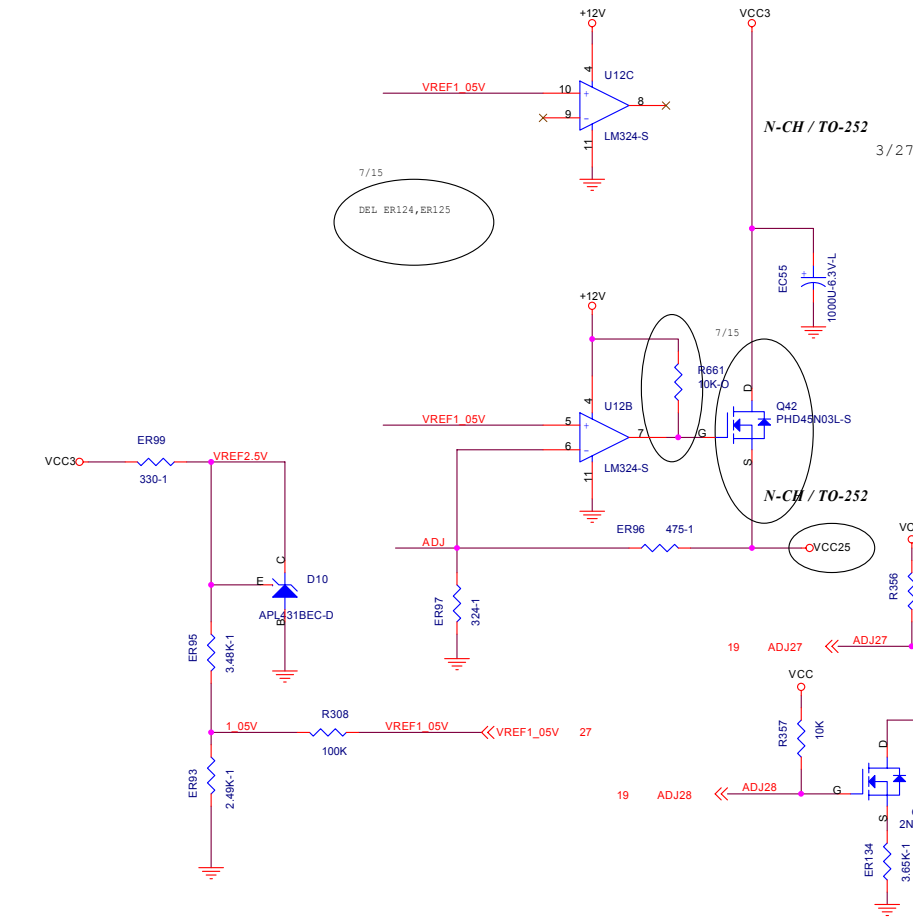 +12V
VCC3
4
U12C
VREF1_05V
10
+
8
9
-
LM324-S
11
N-CH / TO-252
3/27
7/15
DEL ER124,ER125
EC55
+
1000U-6.3V-L
+12V
7/15
R661
10K-O
D
4
U12B
Q42
PHD45N03L-S
VREF1_05V
5
+
7
G
6
-
LM324-S
11
S
N-CH / TO-252
ER99
VCC3
VREF2.5V
330-1
ER96
475-1
ADJ
VCC25
VC
R356
C
E
D10
APL431BEC-D
B
ER97
324-1
ER95
3.48K-1
19
ADJ27
ADJ27
VCC
R357
10K
1_05V
R308
VREF1_05V
VREF1_05V
27
100K
ER93
2.49K-1
19
ADJ28
ADJ28
G
D
S
2N
ER134
3.65K-1